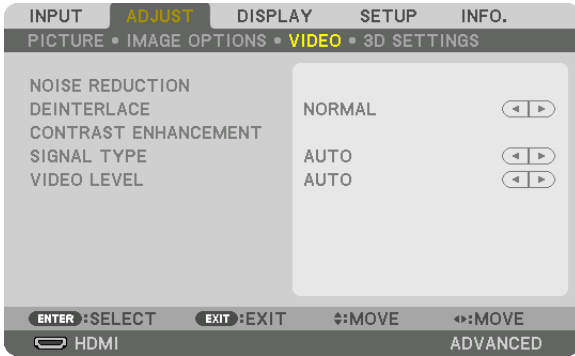 INPUT ADJUST DISPLAY SETUP INFO.
PICTURE • IMAGE OPTIONS • VIDEO • 3D SETTINGS
NOISE REDUCTION
DEINTERLACE NORMAL
CONTRAST ENHANCEMENT
SIGNAL TYPE AUTO
VIDEO LEVEL AUTO
ENTER :SELECT EXIT :EXIT :MOVE :MOVE
HDMI ADVANCED